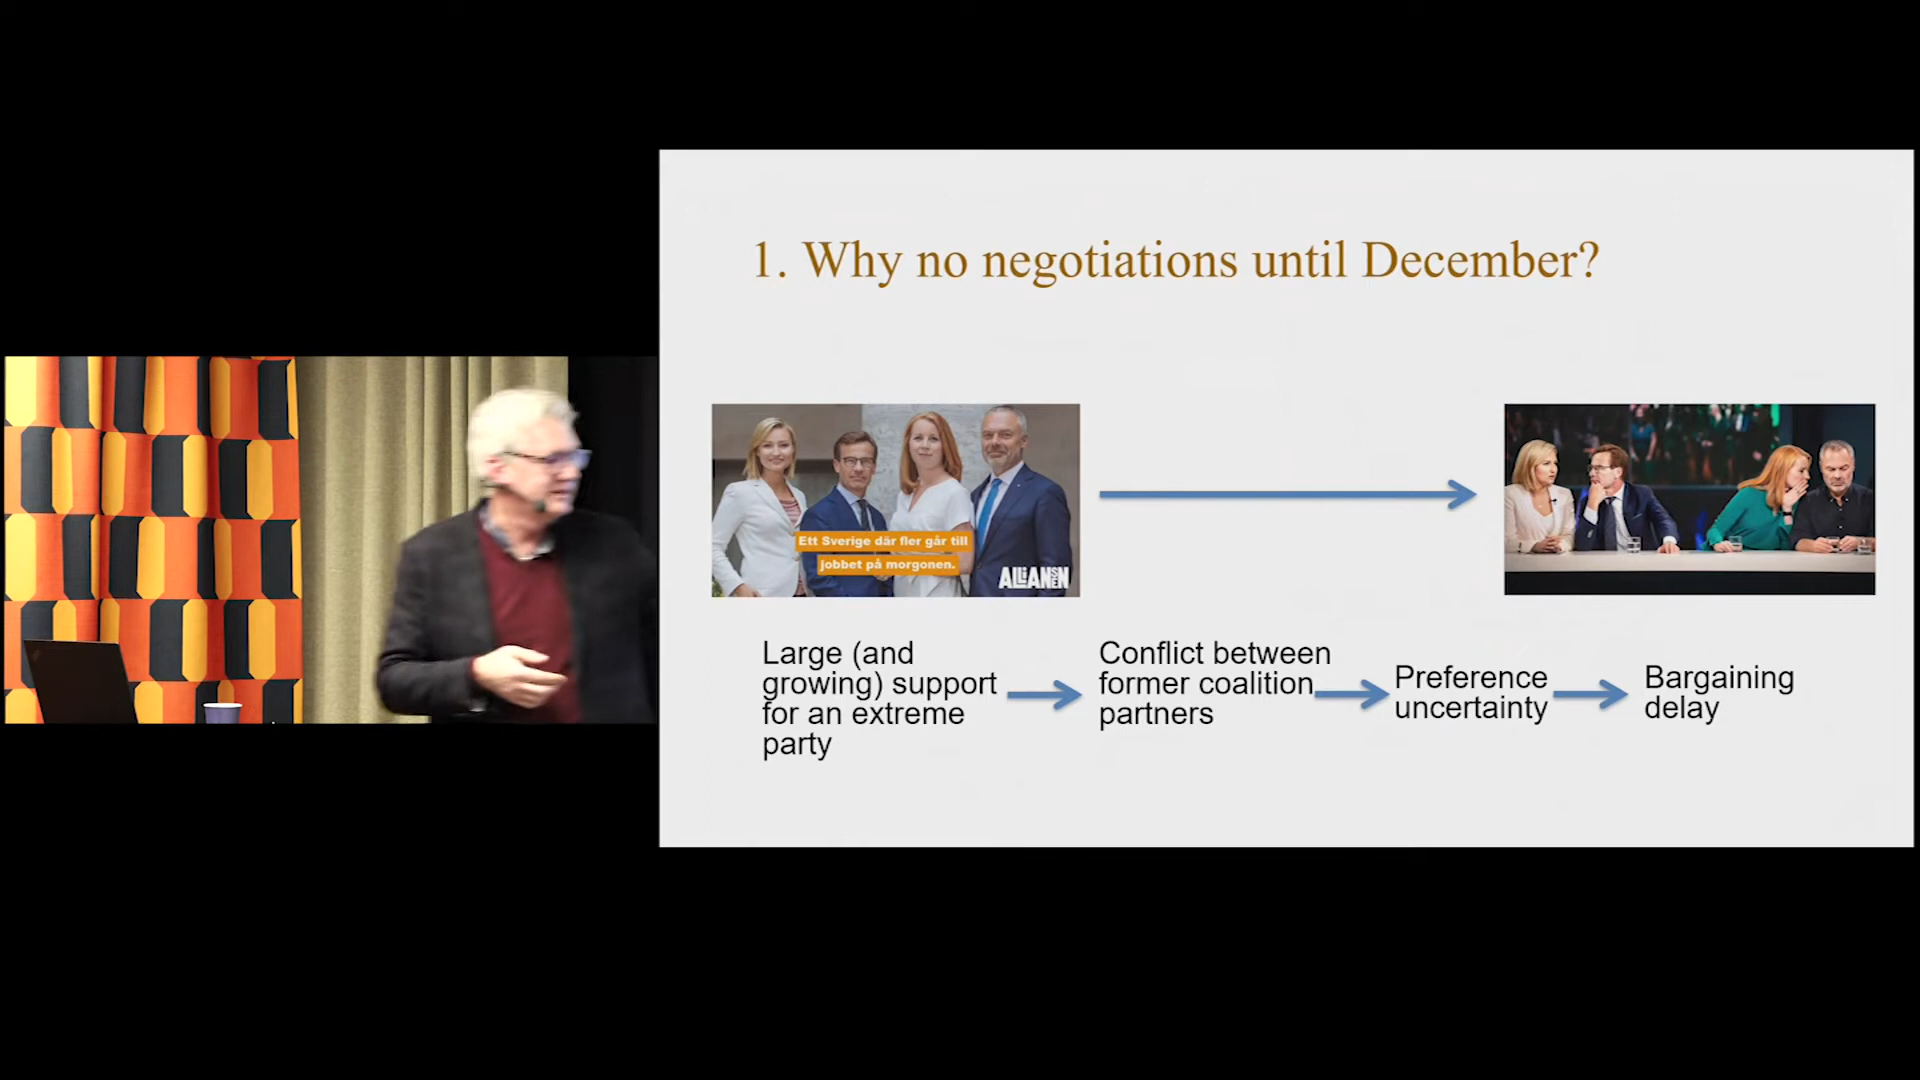 1. Why no negotiations until December?
Ett Sverige där fler går till
jobbet på morgonen.
ALLIANSEN
Large (and
growing) support
for an extreme
party
Conflict between
former coalition
partners
Preference
uncertainty
Bargaining
delay